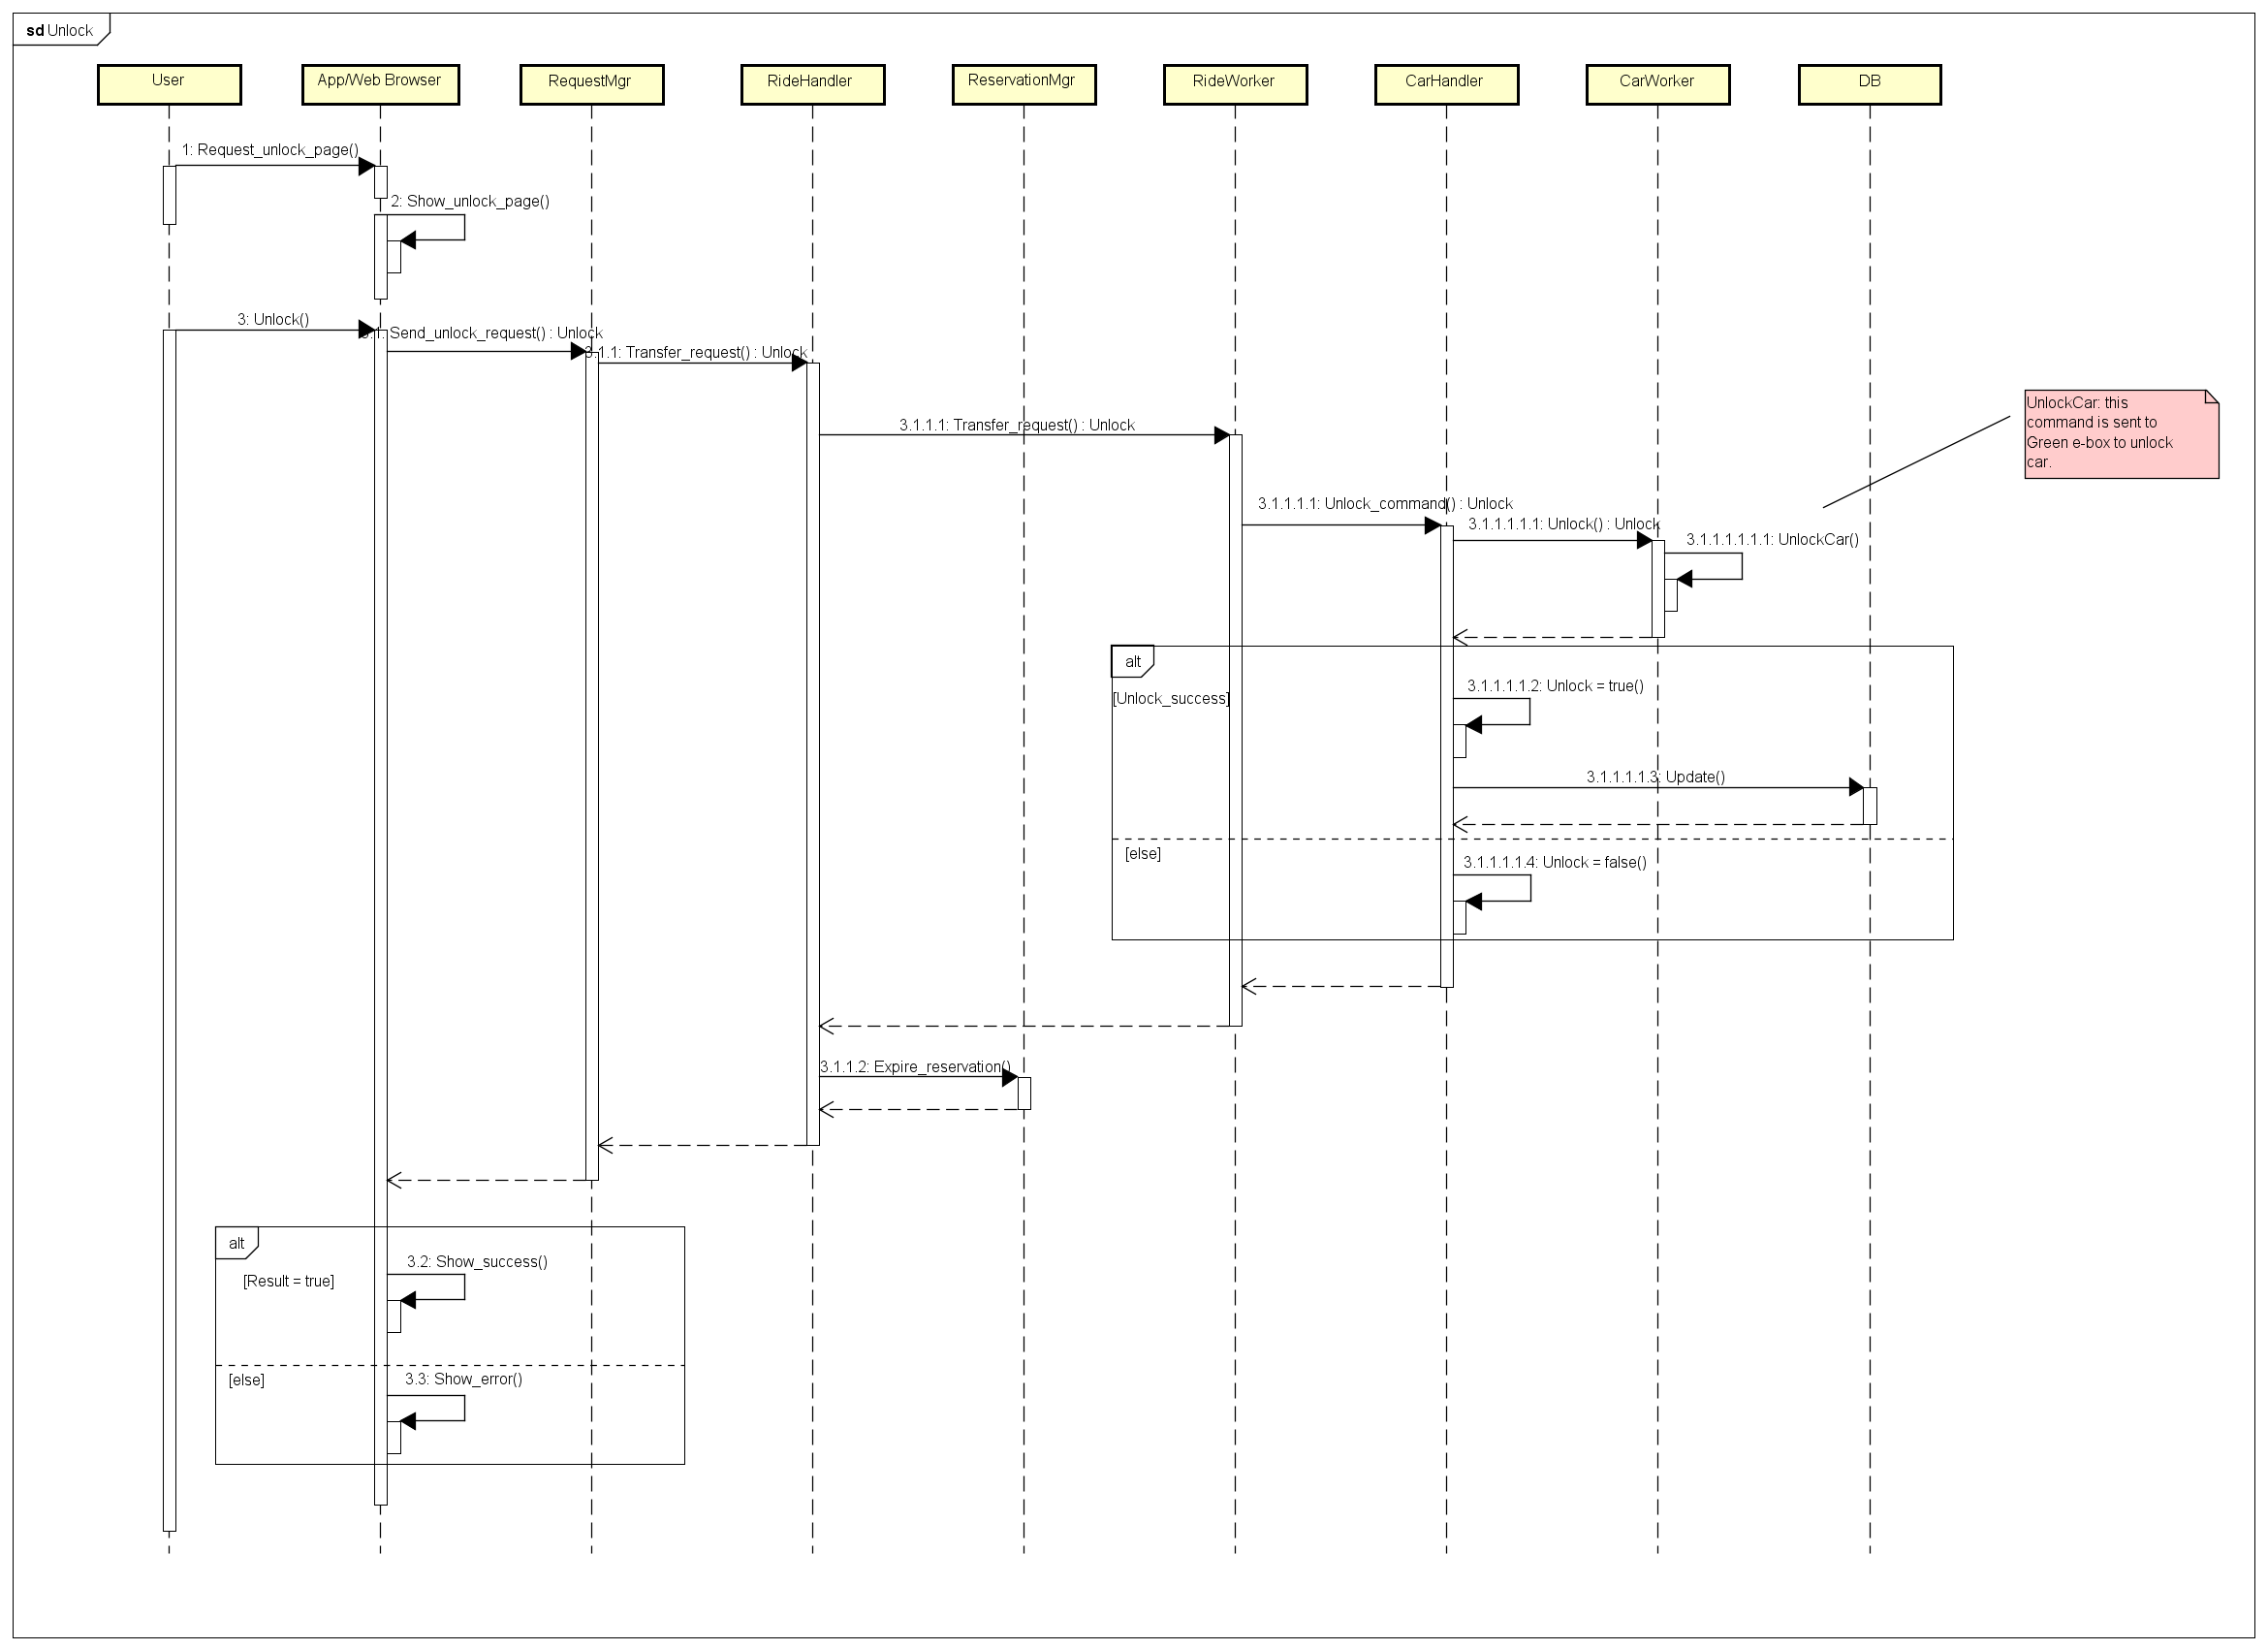 sd Unlock
User
App/Web Browser
RequestMgr
RideHandler
ReservationMgr
RideWorker
CarHandler
CarWorker
DB
1: Request_unlock_page()
2: Show_unlock_page()
3: Unlock()
3.1: Send_unlock_request() : Unlock
3.1.1: Transfer_request() : Unlock
UnlockCar: this
command is sent to
Green e-box to unlock
car.
3.1.1.1: Transfer_request() : Unlock
3.1.1.1.1: Unlock_command() : Unlock
3.1.1.1.1.1: Unlock() : Unlock
3.1.1.1.1.1.1: UnlockCar()
alt
[Unlock_success]
3.1.1.1.1.2: Unlock = true()
3.1.1.1.1.3: Update()
[else]
3.1.1.1.1.4: Unlock = false()
3.1.1.2: Expire_reservation()
alt
3.2: Show_success()
[Result = true]
[else]
3.3: Show_error()